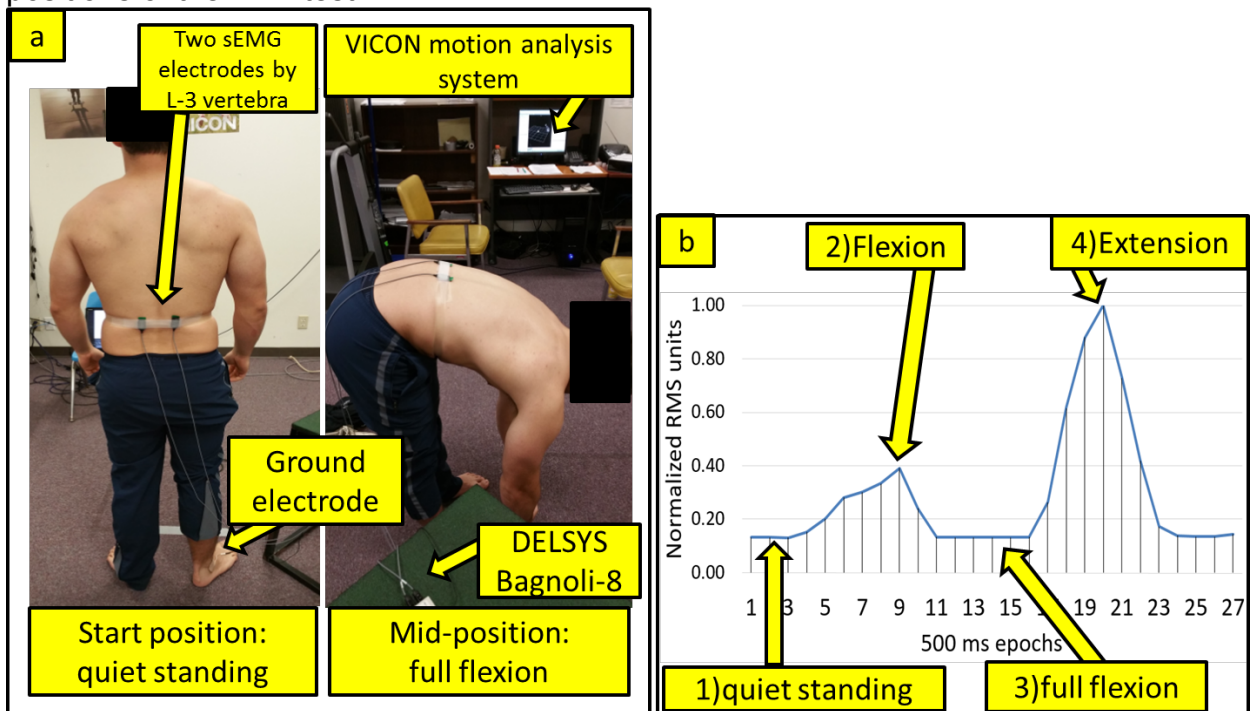 a
Two sEMG
electrodes by
L-3 vertebra
VICON motion analysis
system
ICON
Ground
electrode
DELSYS
Bagnoli-8
Start position:
quiet standing
Mid-position:
full flexion
b
2)Flexion
4)Extension
Normalized RMS units
1.00
0.80
0.60
0.40
0.20
0.00
1 3 5 7 9 11 13 15 19 21 23 25 27
500 ms epochs
1)quiet standing
3)full flexion